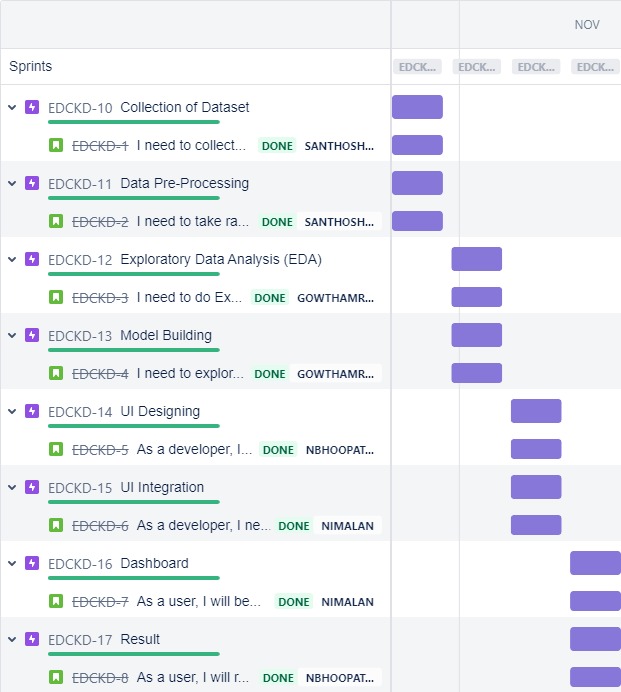 NOV
Sprints EDCK... EDCK... EDCK... EDCK...
EDCKD-10 Collection of Dataset
EDCKD-1 I need to collect... DONE SANTHOSH...
EDCKD-11 Data Pre-Processing
EDCKD-2 I need to take ra... DONE SANTHOSH...
EDCKD-12 Exploratory Data Analysis (EDA)
EDCKD-3 I need to do Ex... DONE GOWTHAMR...
EDCKD-13 Model Building
EDCKD-4 I need to explor... DONE GOWTHAMR...
EDCKD-14 UI Designing
EDCKD-5 As a developer, I... DONE NBHOOPAT...
EDCKD-15 UI Integration
EDCKD-6 As a developer, I ne... DONE NIMALAN
EDCKD-16 Dashboard
EDCKD-7 As a user, I will be... DONE NIMALAN
EDCKD-17 Result
EDCKD-8 As a user, I will r... DONE NBHOOPAT...